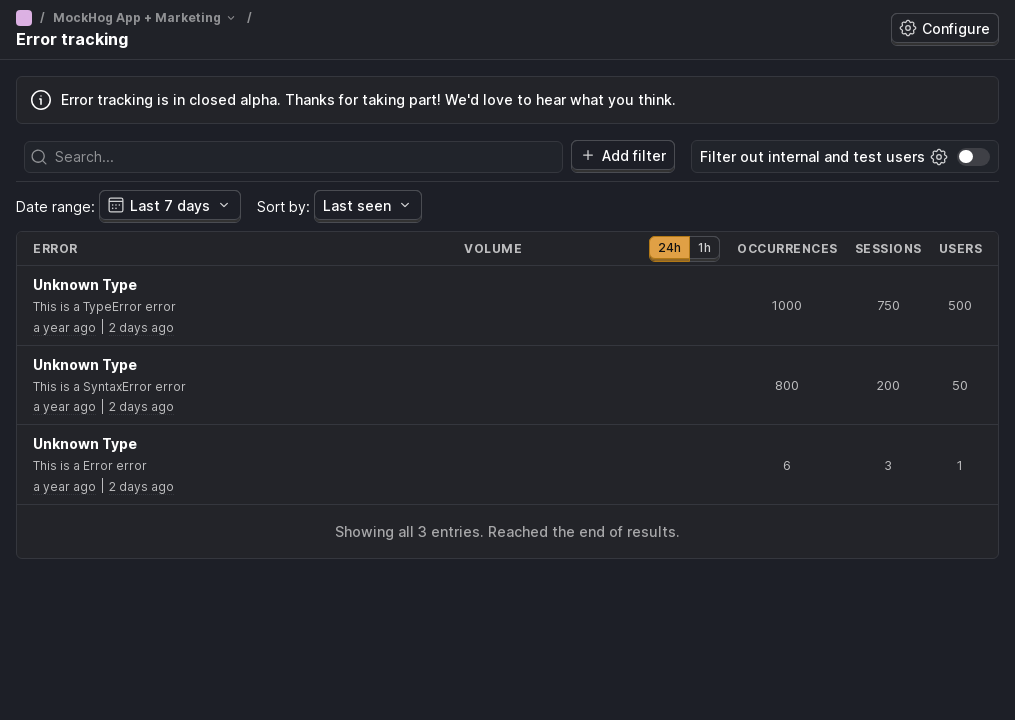 / MockHog App + Marketing /
Error tracking
Configure
Error tracking is in closed alpha. Thanks for taking part! We'd love to hear what you think.
Search...
Add filter
Filter out internal and test users
Date range: Last 7 days Sort by: Last seen
ERROR VOLUME 24h 1h OCCURRENCES SESSIONS USERS
Unknown Type
This is a TypeError error
a year ago | 2 days ago
1000 750 500
Unknown Type
This is a SyntaxError error
a year ago | 2 days ago
800 200 50
Unknown Type
This is a Error error
a year ago | 2 days ago
6 3 1
Showing all 3 entries. Reached the end of results.